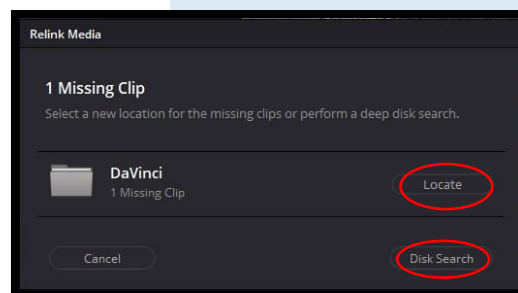 Relink Media
1 Missing Clip
Select a new location for the missing clips or perform a deep disk search.
DaVinci
1 Missing Clip
Locate
Cancel
Disk Search